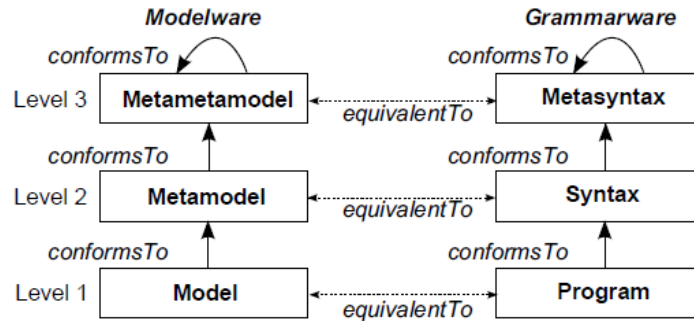 Modelware Grammarware
conformsTo conformsTo
Level 3 Metametamodel Metasyntax
equivalentTo
conformsTo conformsTo
Level 2 Metamodel Syntax
equivalentTo
conformsTo conformsTo
Level 1 Model Program
equivalentTo